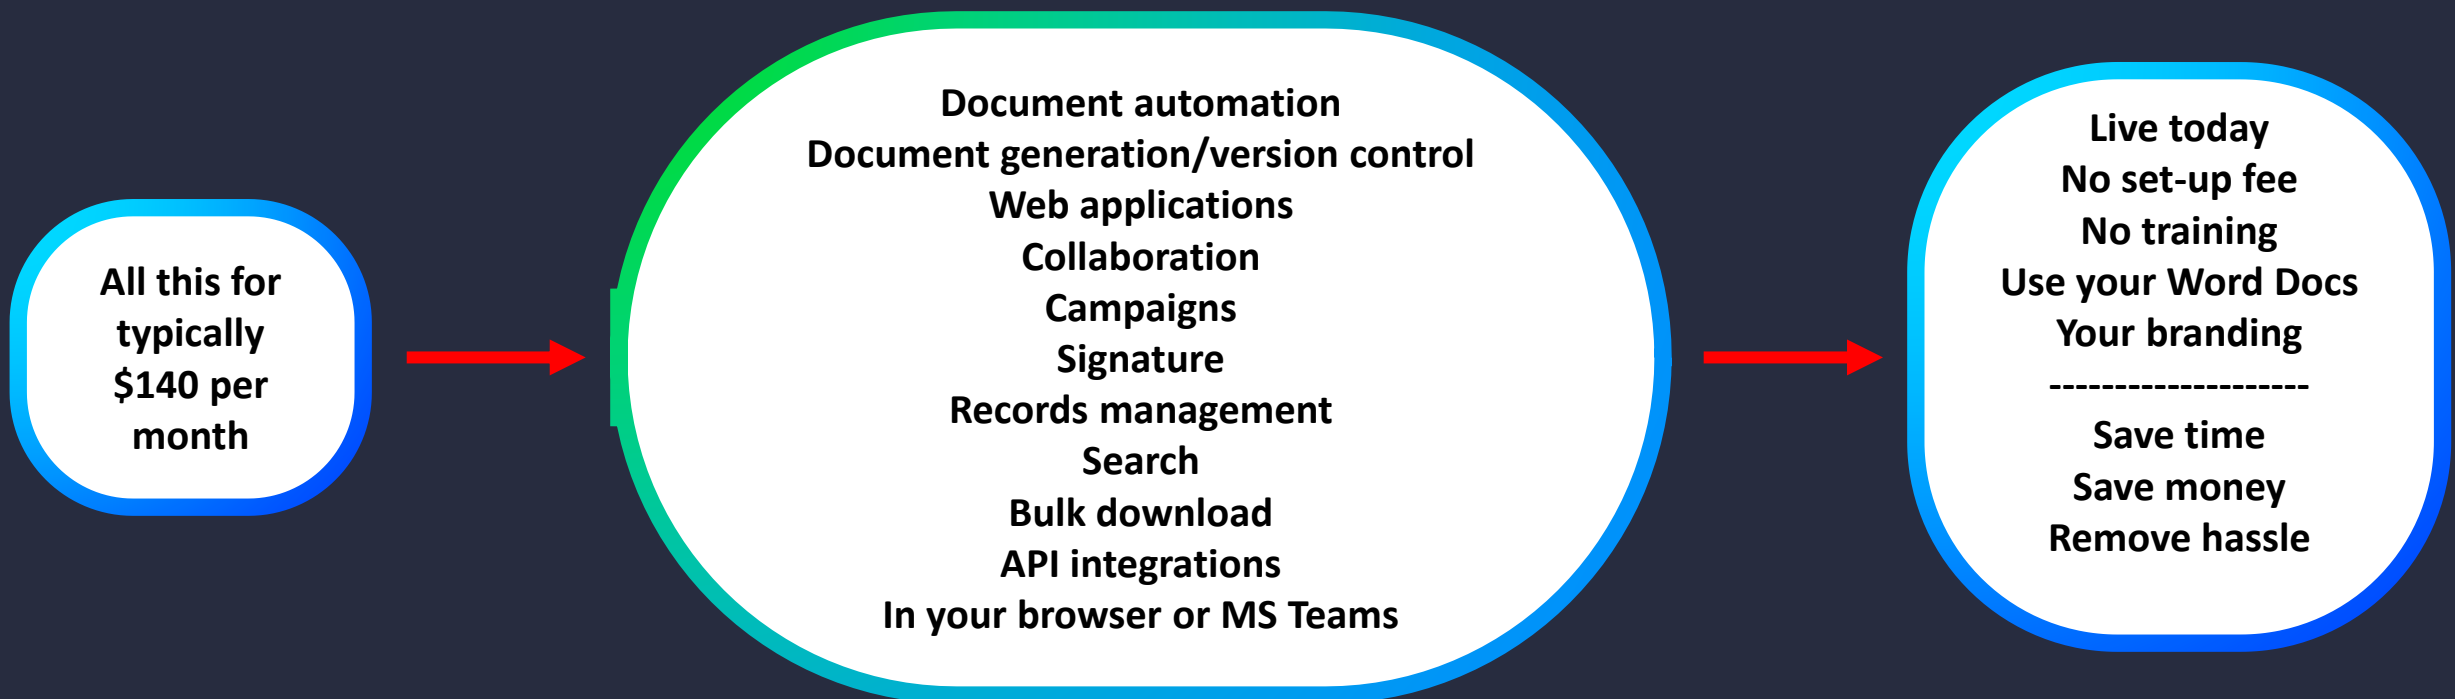 All this for
typically
$140 per
month
Document automation
Document generation/version control
Web applications
Collaboration
Campaigns
Signature
Records management
Search
Bulk download
API integrations
In your browser or MS Teams
Live today
No set-up fee
No training
Use your Word Docs
Your branding
--------------------
Save time
Save money
Remove hassle